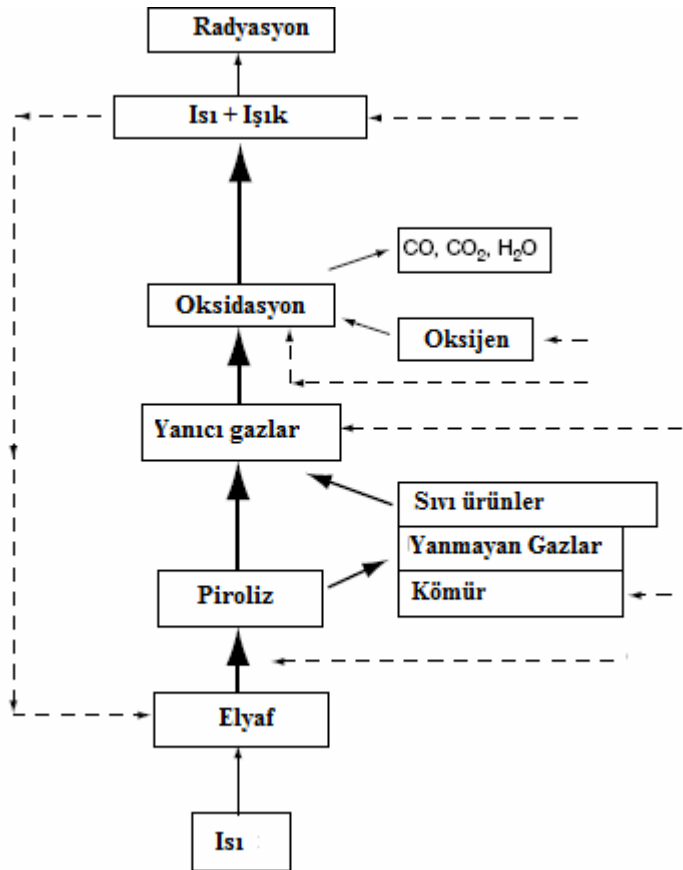 Radyasyon
Isı + Işık
CO, CO₂, H₂O
Oksidasyon
Oksijen
Yanıcı gazlar
Sıvı ürünler
Yanmayan Gazlar
Piroliz
Kömür
Elyaf
Isı